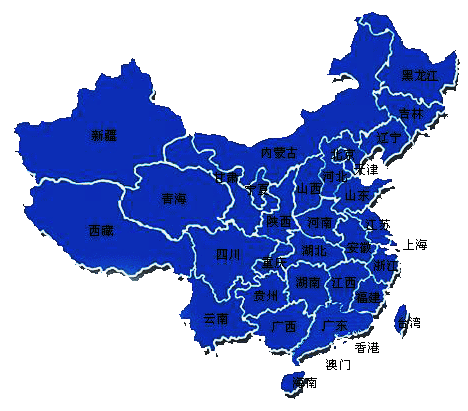 黑龙江
吉林
辽宁
新疆
内蒙古
北京
天津
甘肃
宁夏
山西
河北
山东
青海
陕西
河南
江苏
西藏
四川
重庆
湖北
安徽
上海
浙江
湖南
江西
贵州
福建
云南
广西
广东
台湾
香港
澳门
海南